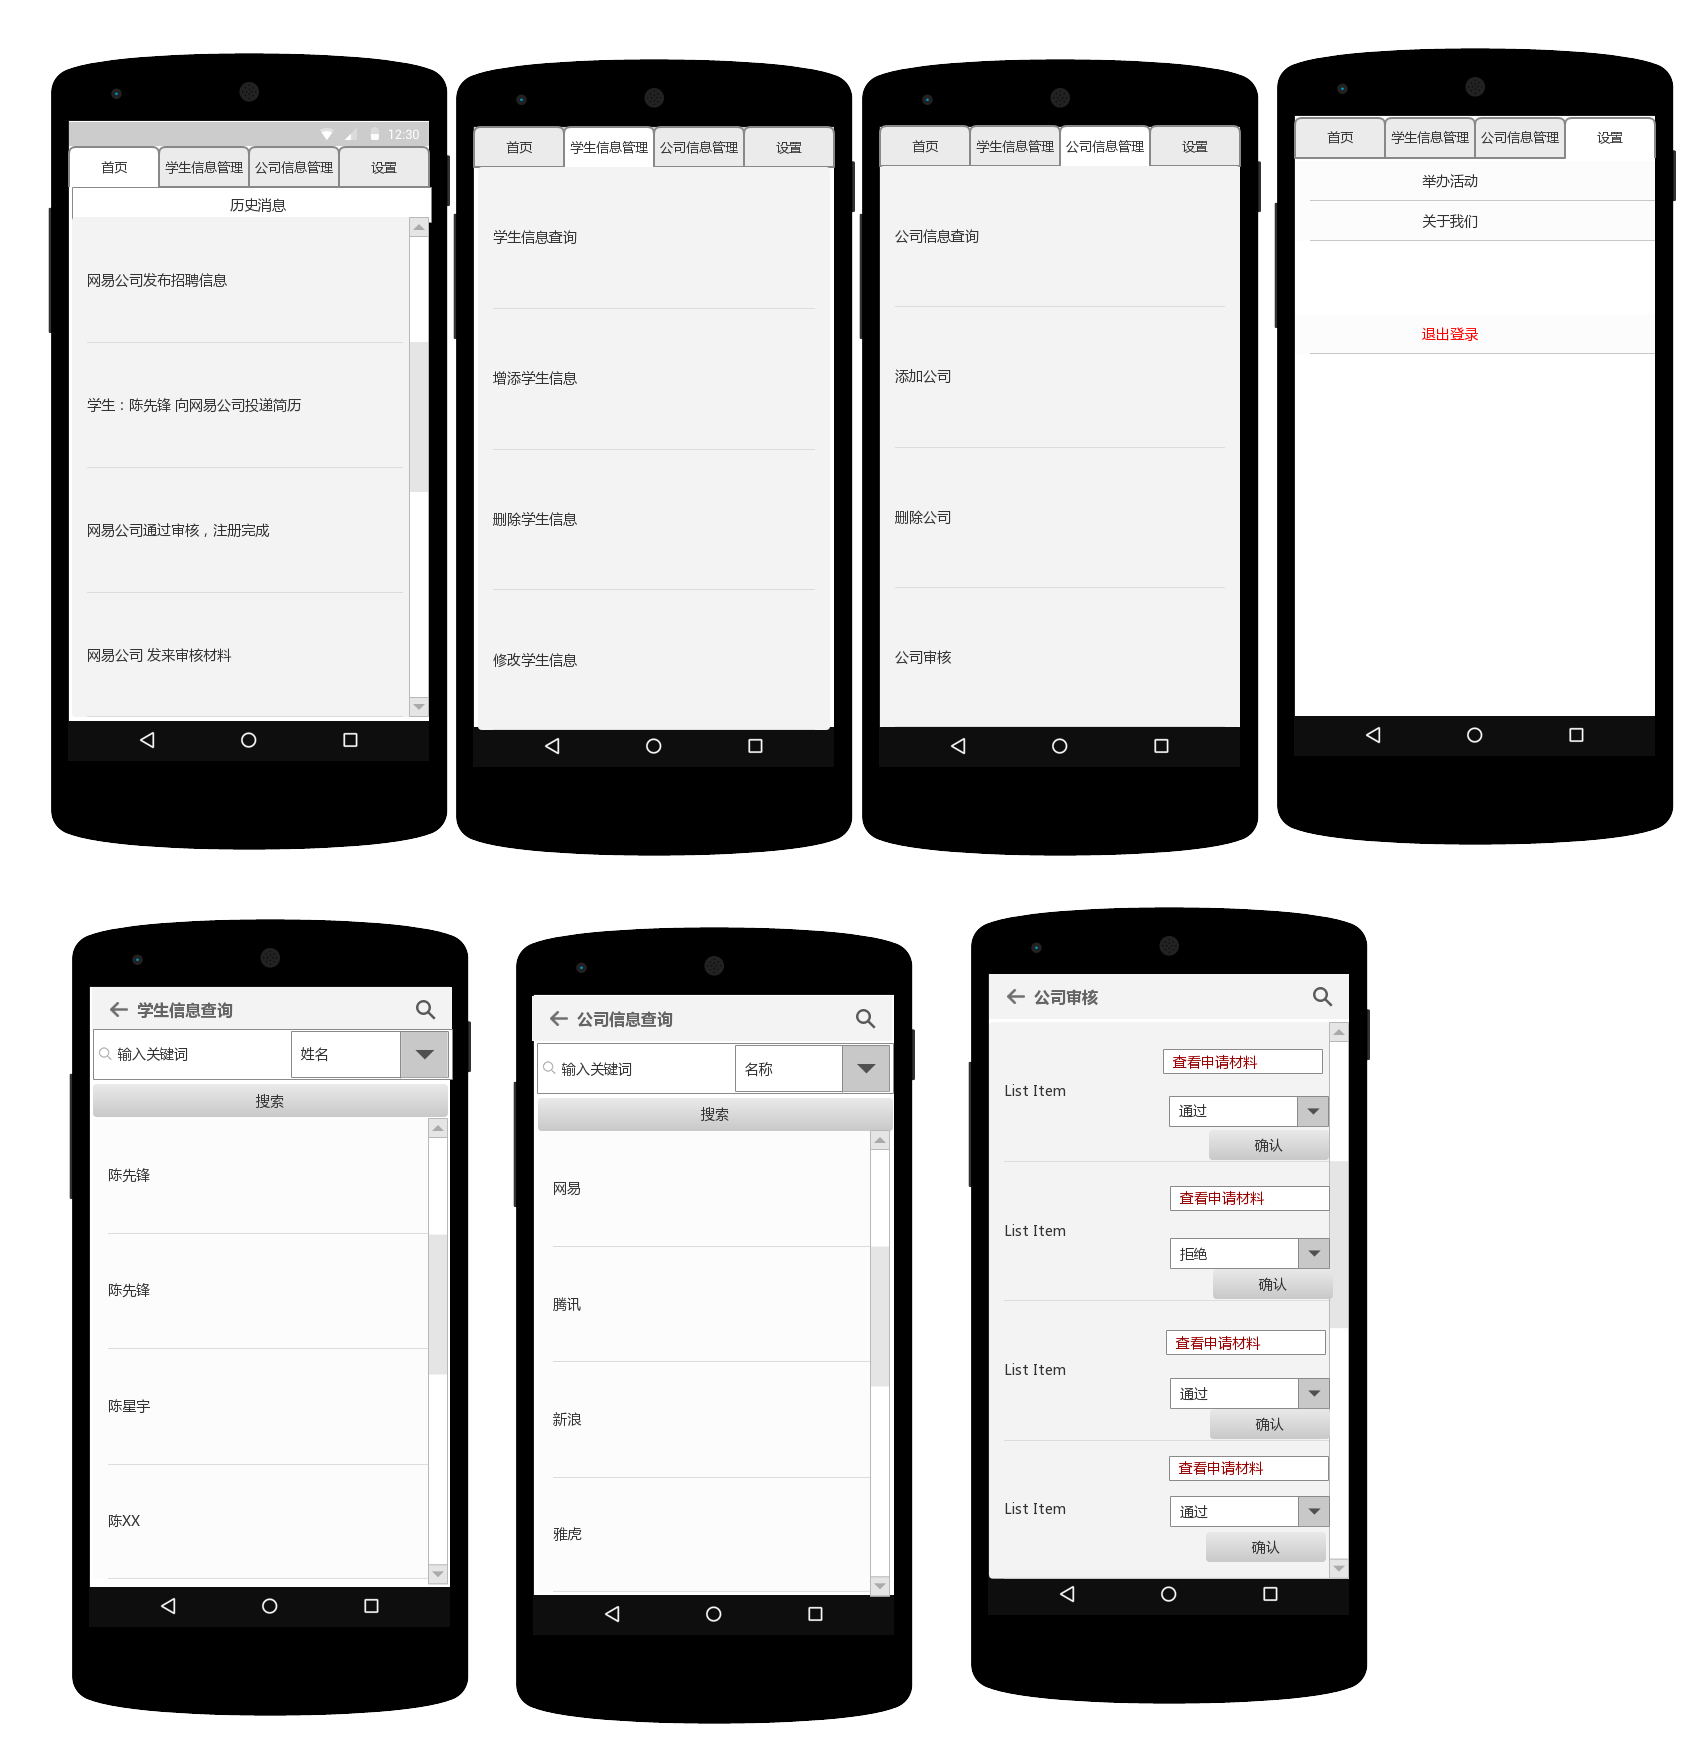 12:30
首页
学生信息管理
公司信息管理
设置
历史消息
网易公司发布招聘信息
学生：陈先锋 向网易公司投递简历
网易公司通过审核，注册完成
网易公司 发来审核材料
首页
学生信息管理
公司信息管理
设置
学生信息查询
增添学生信息
删除学生信息
修改学生信息
首页
学生信息管理
公司信息管理
设置
公司信息查询
添加公司
删除公司
公司审核
首页
学生信息管理
公司信息管理
设置
举办活动
关于我们
退出登录
学生信息查询
输入关键词
姓名
搜索
陈先锋
陈先锋
陈星宇
陈XX
公司信息查询
输入关键词
名称
搜索
网易
腾讯
新浪
雅虎
公司审核
查看申请材料
List Item
通过
确认
查看申请材料
List Item
拒绝
确认
查看申请材料
List Item
通过
确认
查看申请材料
List Item
通过
确认